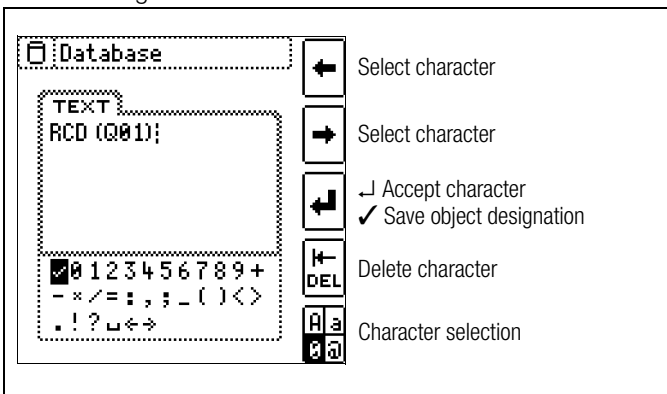 Database
←
Select character
TEXT
RCD (Q01)
→
Select character
↵ Accept character
✓ Save object designation
DEL
Delete character
✓0123456789+
-×/=:,;_()<>
.!?␣←→
A a
0 @
Character selection